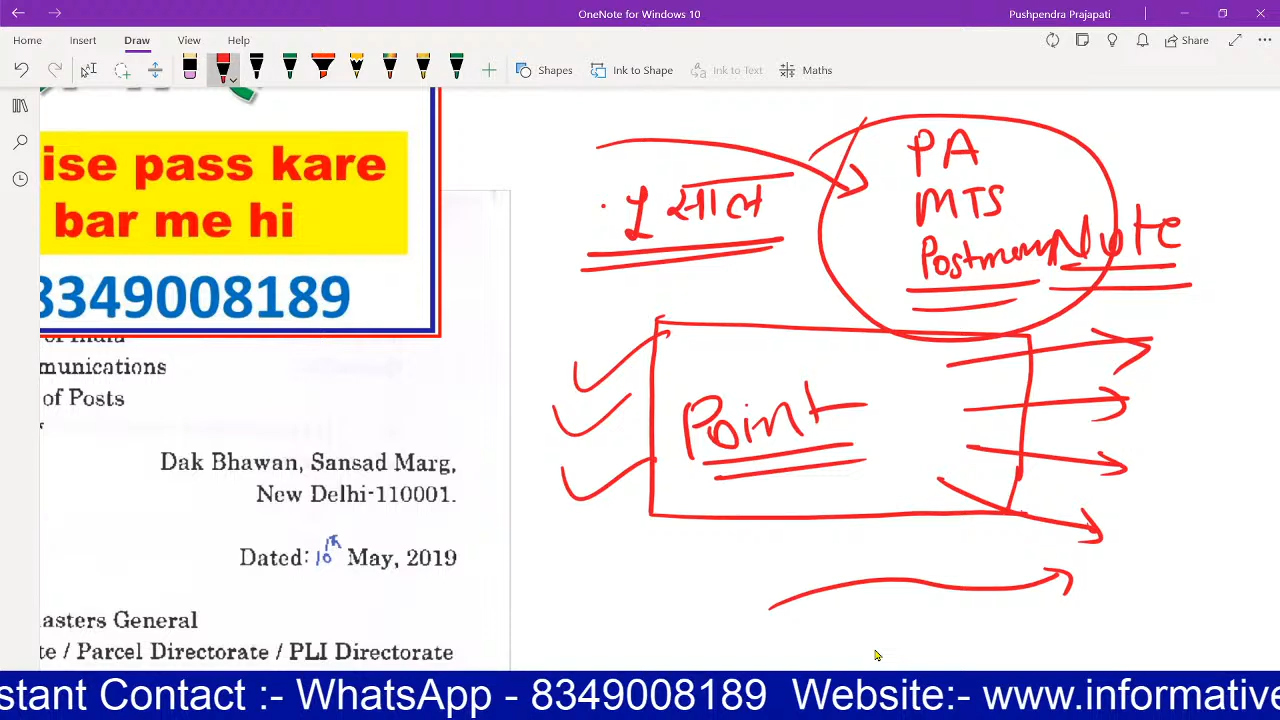 OneNote for Windows 10
Pushpendra Prajapati
Home Insert Draw View Help
Share
Shapes Ink to Shape Ink to Text Maths
ise pass kare
bar me hi
8349008189
of India
munications
of Posts
Dak Bhawan, Sansad Marg,
New Delhi-110001.
Dated: 10th May, 2019
asters General
te / Parcel Directorate / PLI Directorate
PA
MTS
Postman
Note
1 साल
Point
stant Contact :- WhatsApp - 8349008189 Website:- www.informative